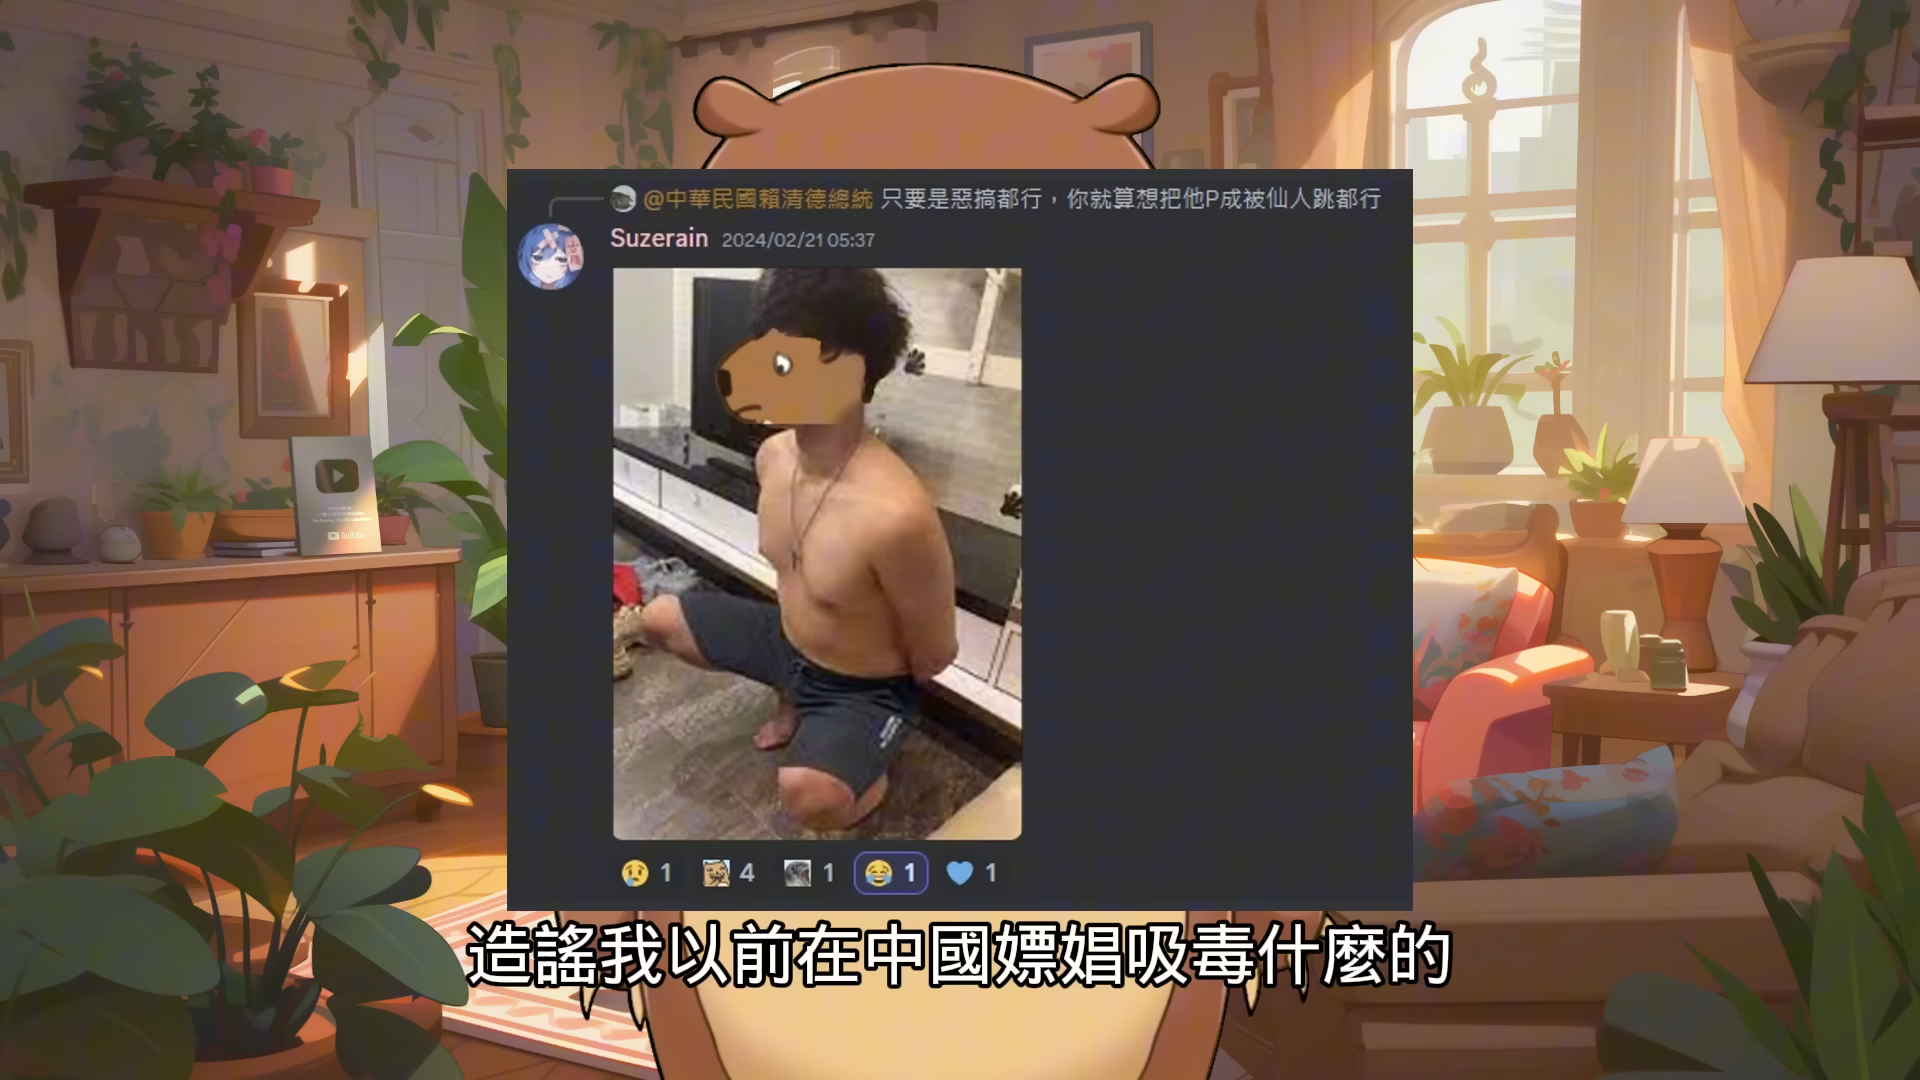 @中華民國賴清德總統 只要是惡搞都行，你就算想把他P成被仙人跳都行
Suzerain 2024/02/21 05:37
YouTube
1 4 1 1 1
造謠我以前在中國嫖娼吸毒什麼的